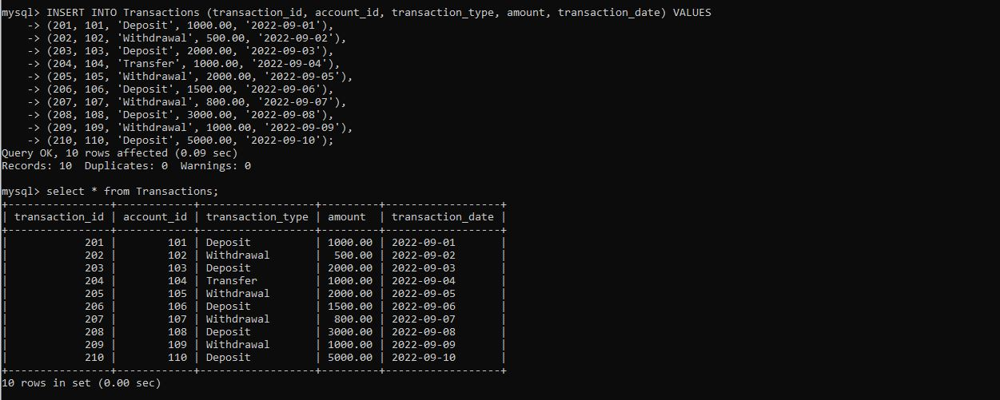 mysql> INSERT INTO Transactions (transaction_id, account_id, transaction_type, amount, transaction_date) VALUES
    -> (201, 101, 'Deposit', 1000.00, '2022-09-01'),
    -> (202, 102, 'Withdrawal', 500.00, '2022-09-02'),
    -> (203, 103, 'Deposit', 2000.00, '2022-09-03'),
    -> (204, 104, 'Transfer', 1000.00, '2022-09-04'),
    -> (205, 105, 'Withdrawal', 2000.00, '2022-09-05'),
    -> (206, 106, 'Deposit', 1500.00, '2022-09-06'),
    -> (207, 107, 'Withdrawal', 800.00, '2022-09-07'),
    -> (208, 108, 'Deposit', 3000.00, '2022-09-08'),
    -> (209, 109, 'Withdrawal', 1000.00, '2022-09-09'),
    -> (210, 110, 'Deposit', 5000.00, '2022-09-10');
Query OK, 10 rows affected (0.09 sec)
Records: 10  Duplicates: 0  Warnings: 0

mysql> select * from Transactions;
+----------------+------------+------------------+---------+------------------+
| transaction_id | account_id | transaction_type | amount  | transaction_date |
+----------------+------------+------------------+---------+------------------+
|            201 |        101 | Deposit          | 1000.00 | 2022-09-01       |
|            202 |        102 | Withdrawal       |  500.00 | 2022-09-02       |
|            203 |        103 | Deposit          | 2000.00 | 2022-09-03       |
|            204 |        104 | Transfer         | 1000.00 | 2022-09-04       |
|            205 |        105 | Withdrawal       | 2000.00 | 2022-09-05       |
|            206 |        106 | Deposit          | 1500.00 | 2022-09-06       |
|            207 |        107 | Withdrawal       |  800.00 | 2022-09-07       |
|            208 |        108 | Deposit          | 3000.00 | 2022-09-08       |
|            209 |        109 | Withdrawal       | 1000.00 | 2022-09-09       |
|            210 |        110 | Deposit          | 5000.00 | 2022-09-10       |
+----------------+------------+------------------+---------+------------------+
10 rows in set (0.00 sec)